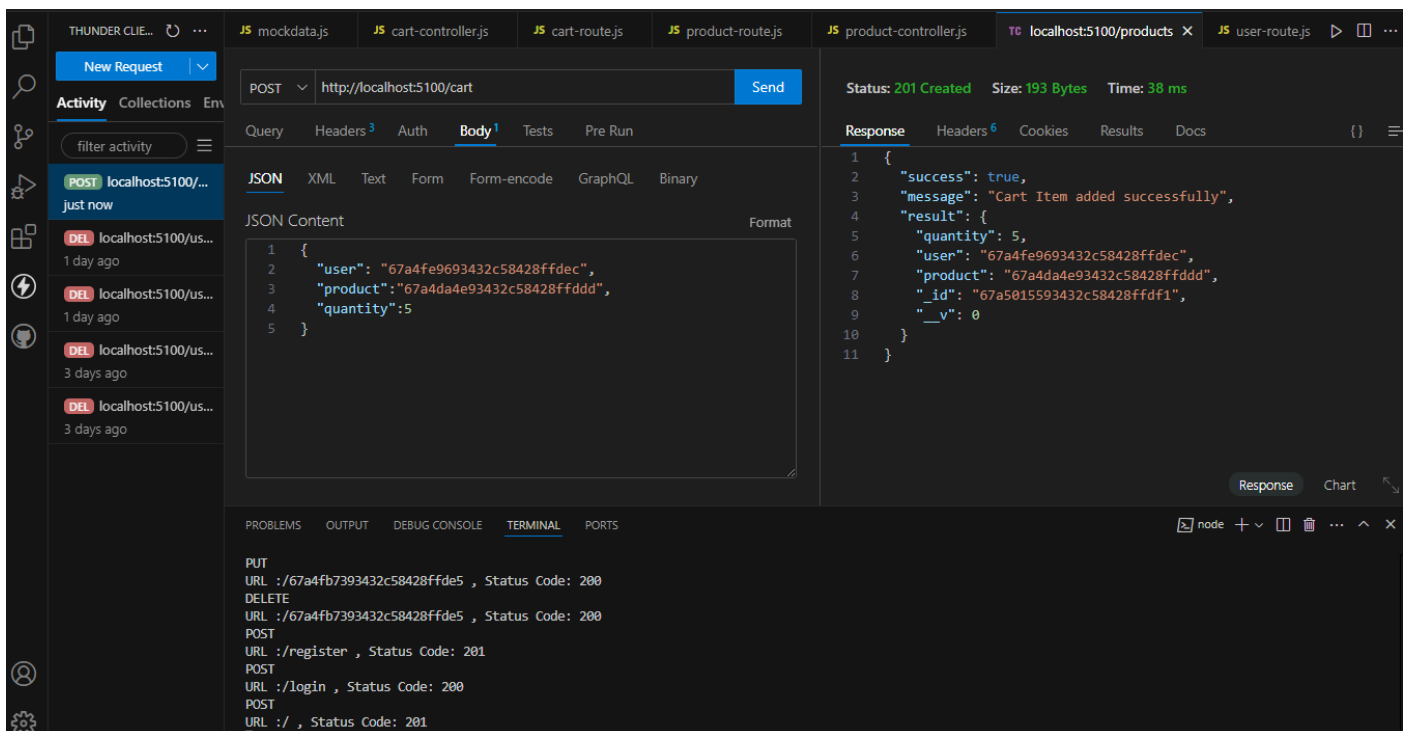 THUNDER CLIE... ...
JS mockdata.js JS cart-controller.js JS cart-route.js JS product-route.js JS product-controller.js TC localhost:5100/products JS user-route.js ...
New Request
Activity Collections Env
filter activity
POST localhost:5100/...
just now
DEL localhost:5100/us...
1 day ago
DEL localhost:5100/us...
1 day ago
DEL localhost:5100/us...
3 days ago
DEL localhost:5100/us...
3 days ago
POST http://localhost:5100/cart Send
Query Headers 3 Auth Body 1 Tests Pre Run
JSON XML Text Form Form-encode GraphQL Binary
JSON Content Format
1 {
2 "user": "67a4fe9693432c58428ffdec",
3 "product":"67a4da4e93432c58428ffddd",
4 "quantity":5
5 }
Status: 201 Created Size: 193 Bytes Time: 38 ms
Response Headers 6 Cookies Results Docs {}
1 {
2 "success": true,
3 "message": "Cart Item added successfully",
4 "result": {
5 "quantity": 5,
6 "user": "67a4fe9693432c58428ffdec",
7 "product": "67a4da4e93432c58428ffddd",
8 "_id": "67a5015593432c58428ffdf1",
9 "__v": 0
10 }
11 }
Response Chart
PROBLEMS OUTPUT DEBUG CONSOLE TERMINAL PORTS node ...
PUT
URL :/67a4fb7393432c58428ffde5 , Status Code: 200
DELETE
URL :/67a4fb7393432c58428ffde5 , Status Code: 200
POST
URL :/register , Status Code: 201
POST
URL :/login , Status Code: 200
POST
URL :/ , Status Code: 201